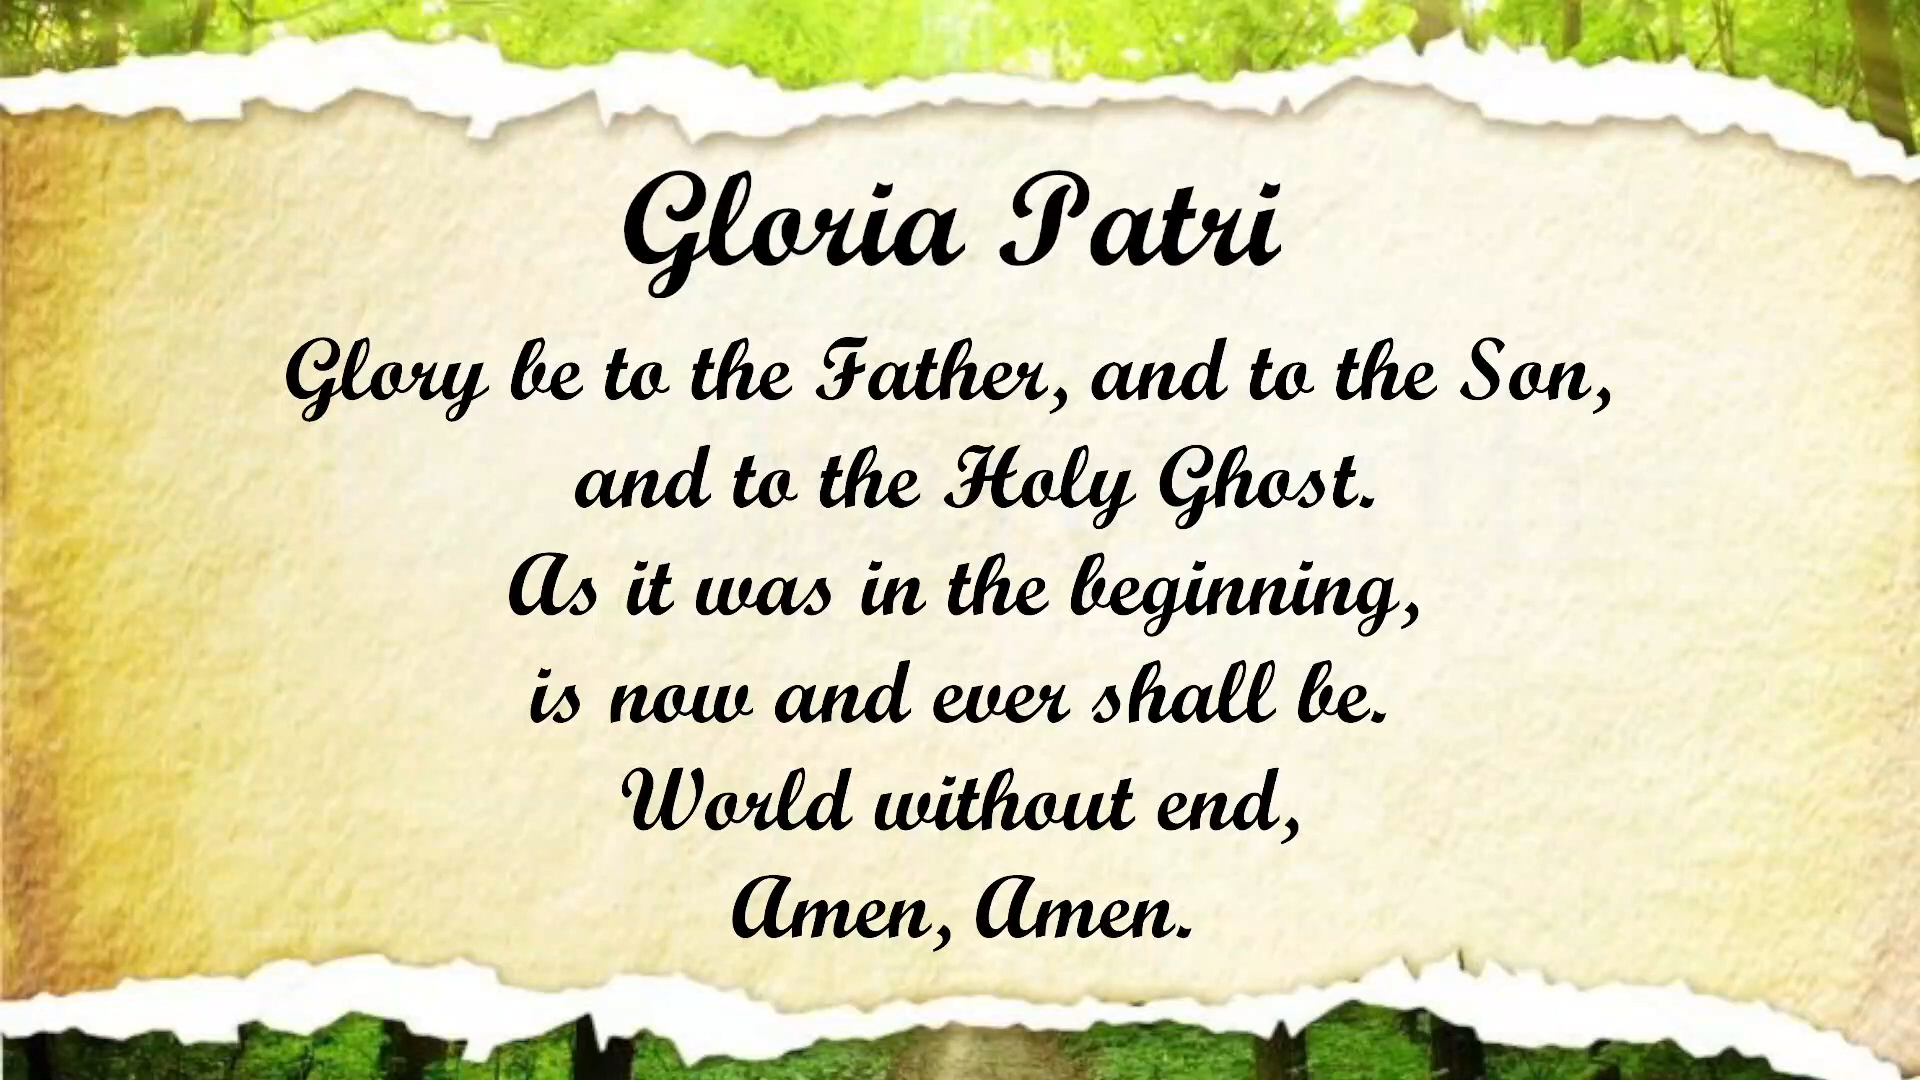 Gloria Patri
Glory be to the Father, and to the Son,
and to the Holy Ghost.
As it was in the beginning,
is now and ever shall be.
World without end,
Amen, Amen.